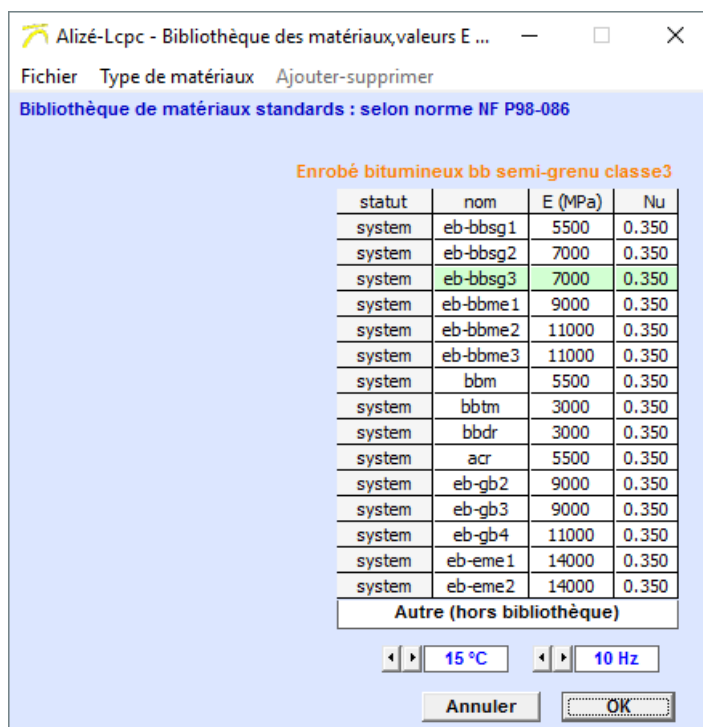 Alizé-Lcpc - Bibliothèque des matériaux,valeurs E ...
Fichier Type de matériaux Ajouter-supprimer
Bibliothèque de matériaux standards : selon norme NF P98-086
Enrobé bitumineux bb semi-grenu classe3
statut nom E (MPa) Nu
system eb-bbsg1 5500 0.350
system eb-bbsg2 7000 0.350
system eb-bbsg3 7000 0.350
system eb-bbme1 9000 0.350
system eb-bbme2 11000 0.350
system eb-bbme3 11000 0.350
system bbm 5500 0.350
system bbtm 3000 0.350
system bbdr 3000 0.350
system acr 5500 0.350
system eb-gb2 9000 0.350
system eb-gb3 9000 0.350
system eb-gb4 11000 0.350
system eb-eme1 14000 0.350
system eb-eme2 14000 0.350
Autre (hors bibliothèque)
15 °C 10 Hz
Annuler OK